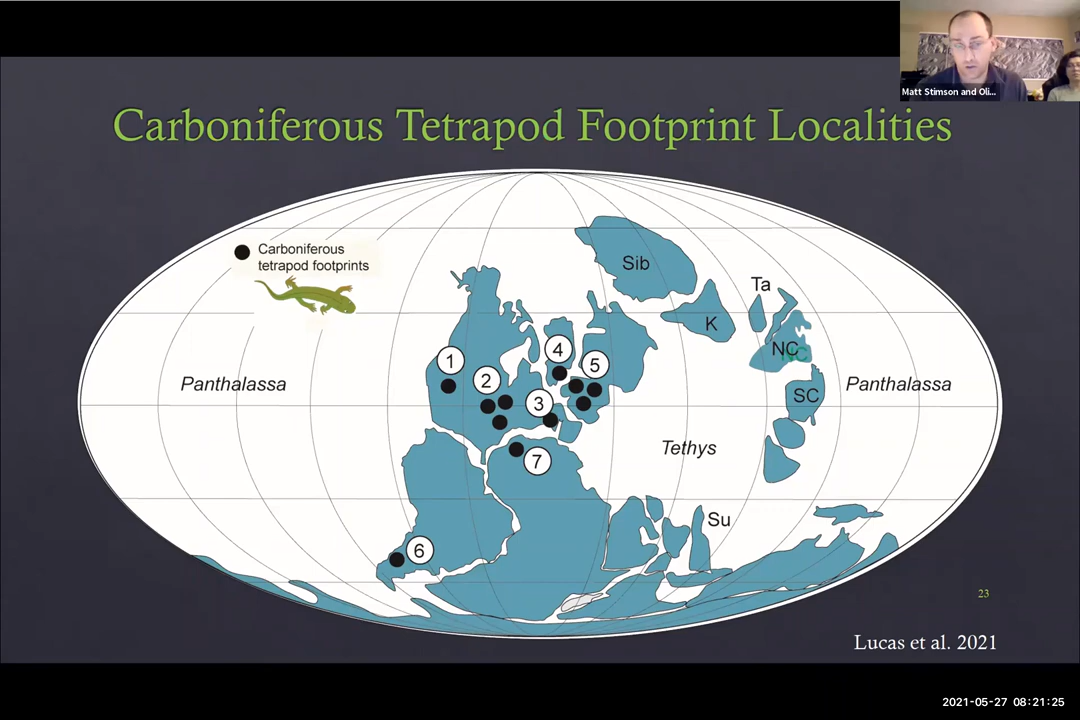 Matt Stimson and Oli...
Carboniferous Tetrapod Footprint Localities
Carboniferous
tetrapod footprints
Sib
Ta
K
NC
NC
1
4
2
5
Panthalassa
Panthalassa
3
SC
Tethys
7
Su
6
23
Lucas et al. 2021
2021-05-27 08:21:25